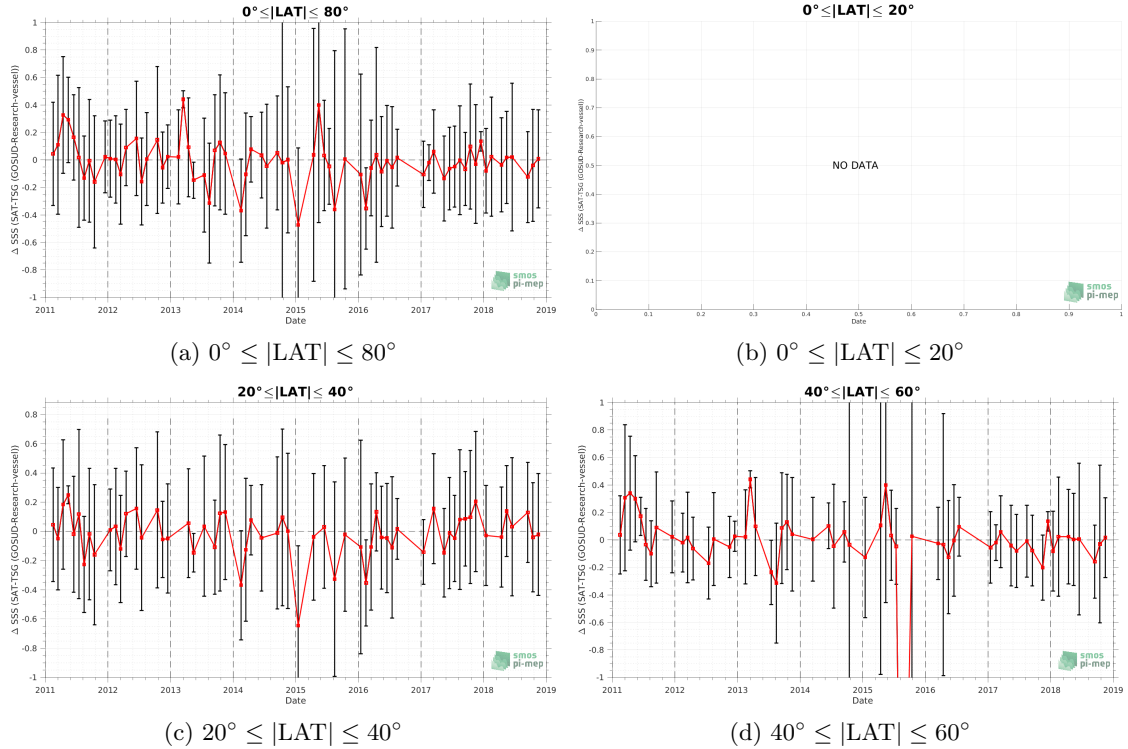 0°≤|LAT|≤ 80°
Δ SSS (SAT-TSG (GOSUD-Research-vessel))
1
0.8
0.6
0.4
0.2
0
-0.2
-0.4
-0.6
-0.8
-1
2011 2012 2013 2014 2015 2016 2017 2018 2019
Date
smos
pi-mep
(a) 0° ≤ |LAT| ≤ 80°
0°≤|LAT|≤ 20°
Δ SSS (SAT-TSG (GOSUD-Research-vessel))
1
0.9
0.8
0.7
0.6
0.5
0.4
0.3
0.2
0.1
0
NO DATA
0 0.1 0.2 0.3 0.4 0.5 0.6 0.7 0.8 0.9 1
Date
smos
pi-mep
(b) 0° ≤ |LAT| ≤ 20°
20°≤|LAT|≤ 40°
Δ SSS (SAT-TSG (GOSUD-Research-vessel))
0.8
0.6
0.4
0.2
0
-0.2
-0.4
-0.6
-0.8
-1
2011 2012 2013 2014 2015 2016 2017 2018 2019
Date
smos
pi-mep
(c) 20° ≤ |LAT| ≤ 40°
40°≤|LAT|≤ 60°
Δ SSS (SAT-TSG (GOSUD-Research-vessel))
1
0.8
0.6
0.4
0.2
0
-0.2
-0.4
-0.6
-0.8
-1
2011 2012 2013 2014 2015 2016 2017 2018 2019
Date
smos
pi-mep
(d) 40° ≤ |LAT| ≤ 60°